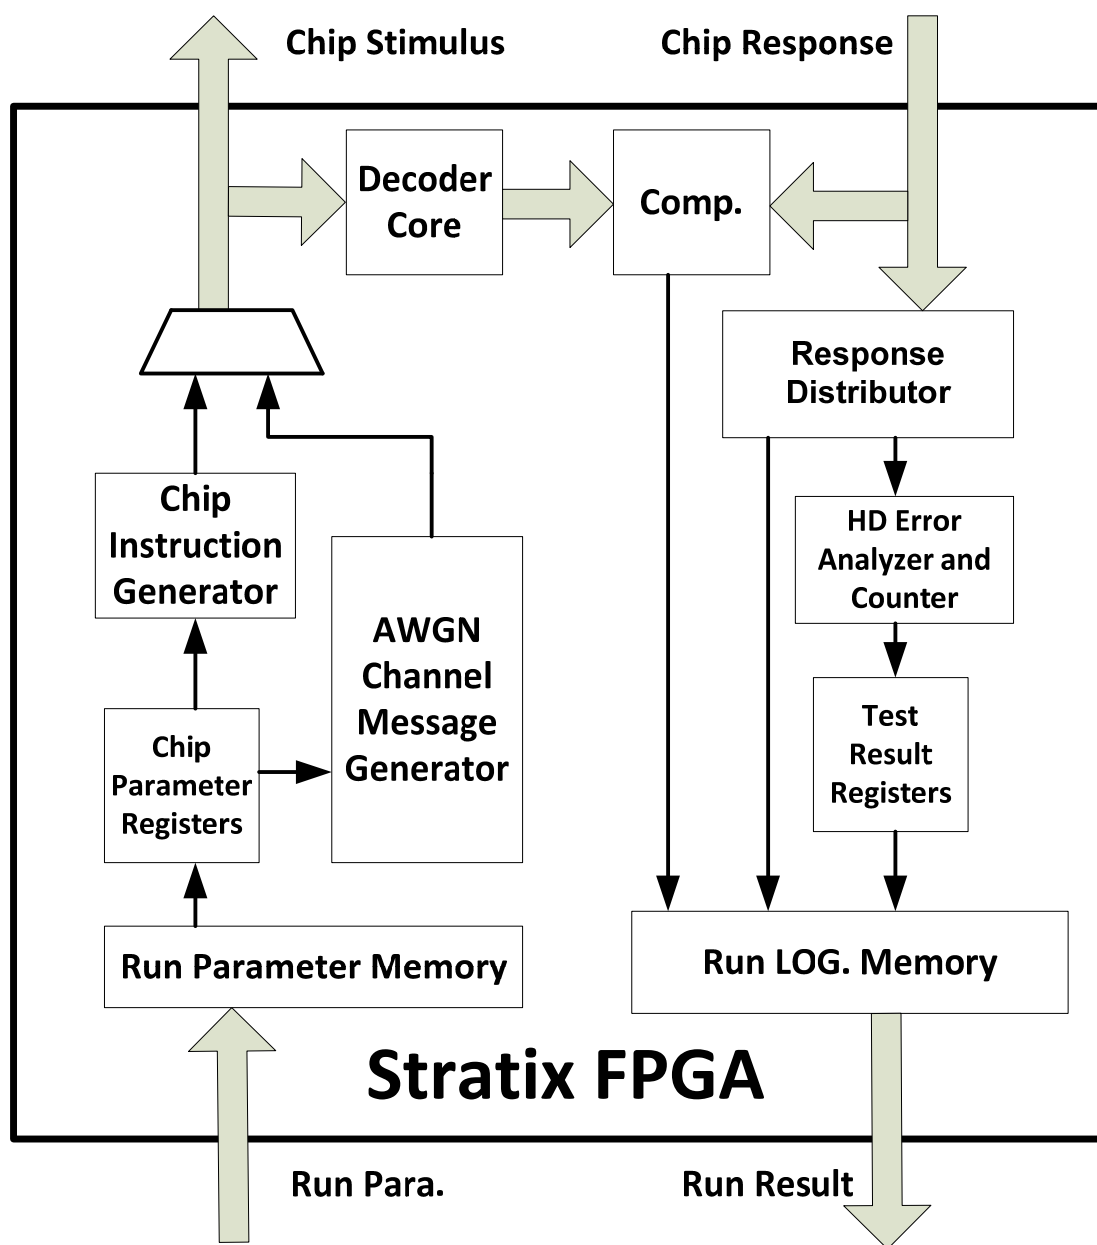 Chip Stimulus
Chip Response
Decoder
Core
Comp.
Response
Distributor
Chip
Instruction
Generator
HD Error
Analyzer and
Counter
AWGN
Channel
Message
Generator
Chip
Parameter
Registers
Test
Result
Registers
Run Parameter Memory
Run LOG. Memory
Stratix FPGA
Run Para.
Run Result